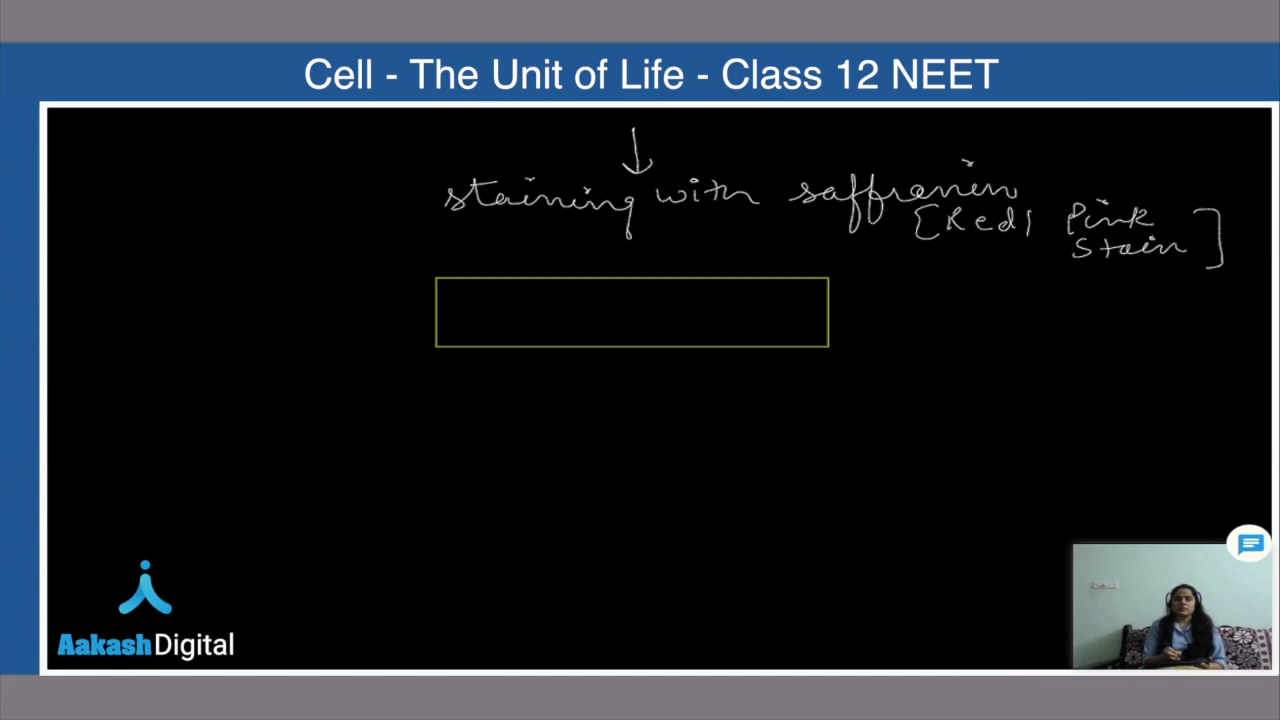 Cell - The Unit of Life - Class 12 NEET
staining with saffranin
[Red| Pink
Stain]
Aakash Digital